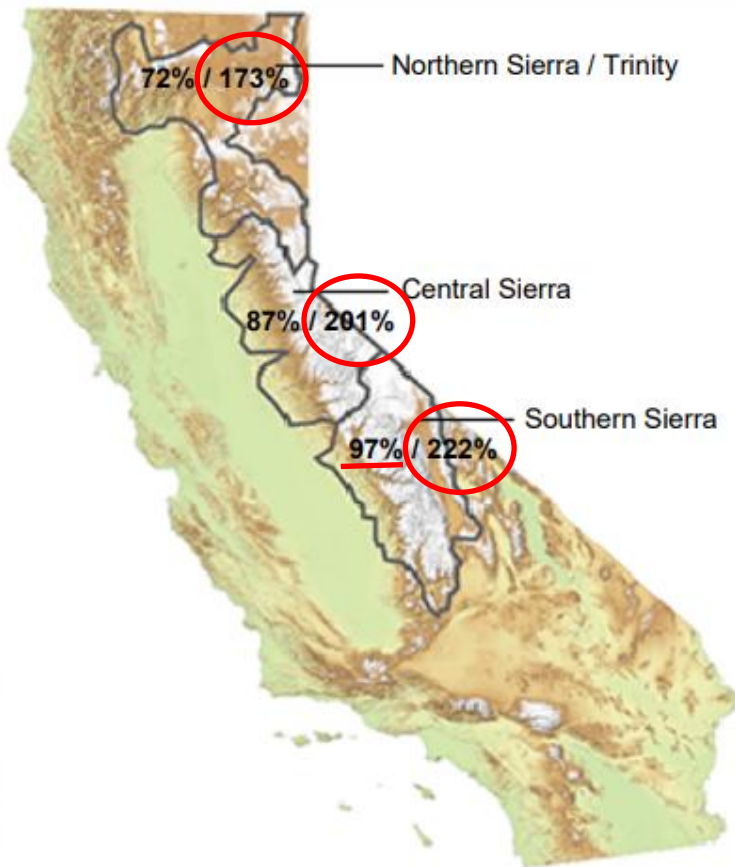 Northern Sierra / Trinity
72% / 173%
Central Sierra
87% / 201%
Southern Sierra
97% / 222%